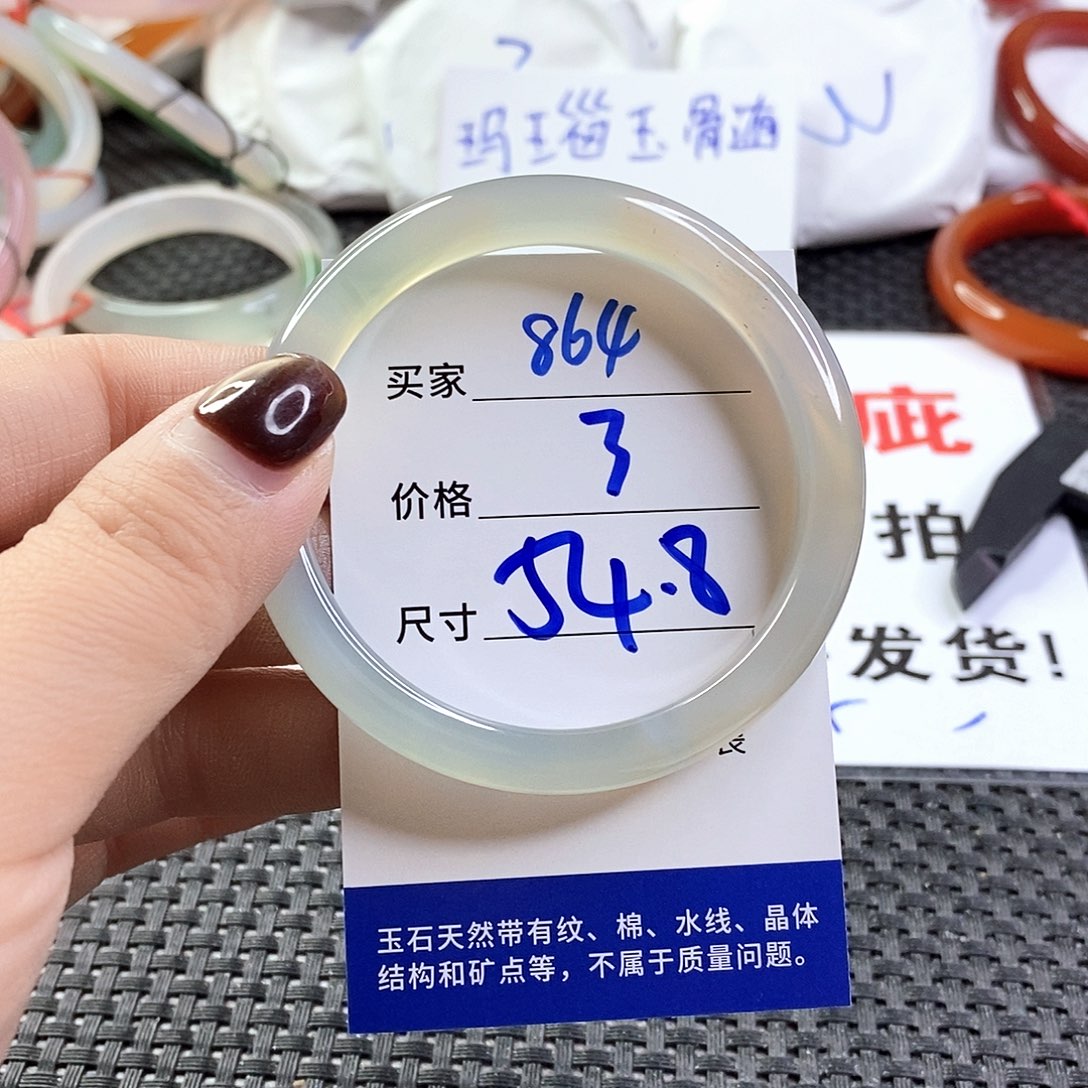 玛瑙玉骨髓
买家 864
价格 3
尺寸 54.8
玉石天然带有纹、棉、水线、晶体
结构和矿点等，不属于质量问题。
疵
拍
发货!